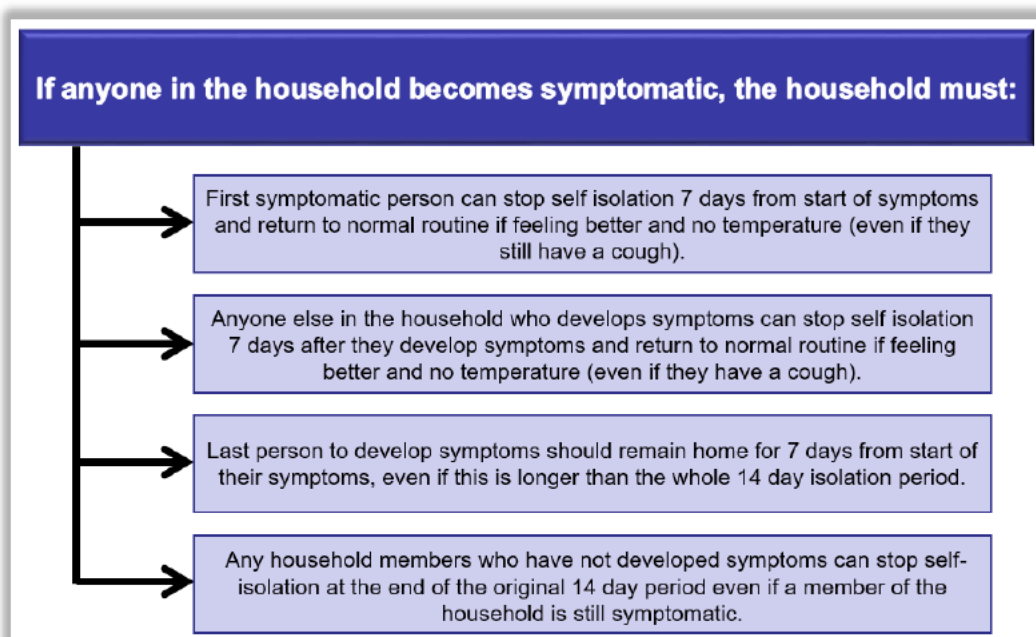 If anyone in the household becomes symptomatic, the household must:
First symptomatic person can stop self isolation 7 days from start of symptoms
and return to normal routine if feeling better and no temperature (even if they
still have a cough).
Anyone else in the household who develops symptoms can stop self isolation
7 days after they develop symptoms and return to normal routine if feeling
better and no temperature (even if they have a cough).
Last person to develop symptoms should remain home for 7 days from start of
their symptoms, even if this is longer than the whole 14 day isolation period.
Any household members who have not developed symptoms can stop self-
isolation at the end of the original 14 day period even if a member of the
household is still symptomatic.